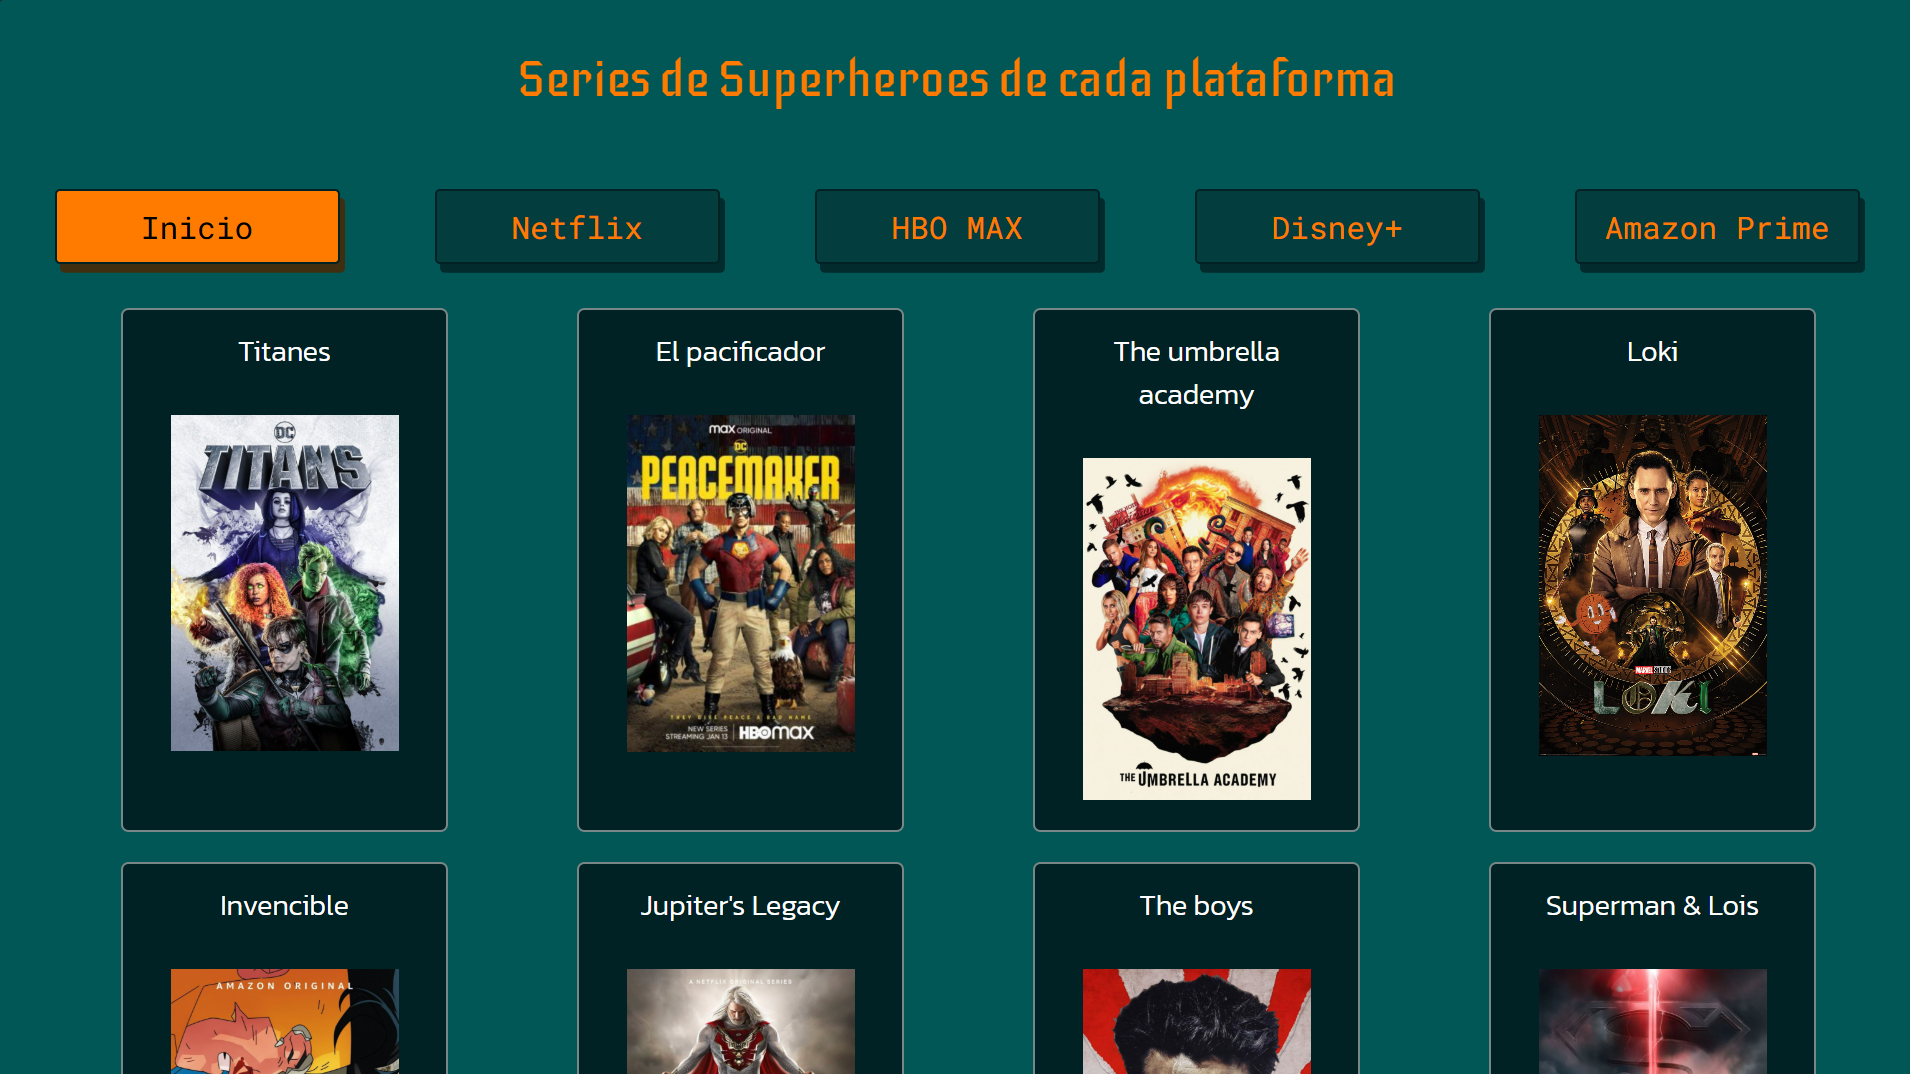 Series de Superheroes de cada plataforma
Inicio
Netflix
HBO MAX
Disney+
Amazon Prime
Titanes
El pacificador
The umbrella
academy
Loki
DC
TITANS
max ORIGINAL
DC
PEACEMAKER
THEY GIVE PEACE A BAD NAME
NEW SERIES
STREAMING JAN 13
HBOmax
THE UMBRELLA ACADEMY
MARVEL STUDIOS
LOKI
Invencible
Jupiter's Legacy
The boys
Superman & Lois
AMAZON ORIGINAL
A NETFLIX ORIGINAL SERIES